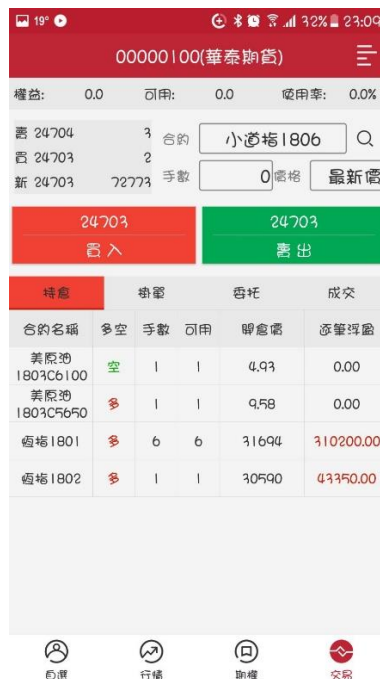 19° 32% 23:09
00000100(華泰期貨)
權益: 0.0 可用: 0.0 使用率: 0.0%
賣 24704 3
買 24703 2
新 24703 72773
合約 小道指1806
手數 0 價格 最新價
24703 24703
買入 賣出
持倉 掛單 委托 成交
合約名稱 多空 手數 可用 開倉價 逐筆浮盈
美原油
1803C6100 空 1 1 4.93 0.00
美原油
1803C5650 多 1 1 9.58 0.00
恆指1801 多 6 6 31694 310200.00
恆指1802 多 1 1 30590 43350.00
自選 行情 期權 交易